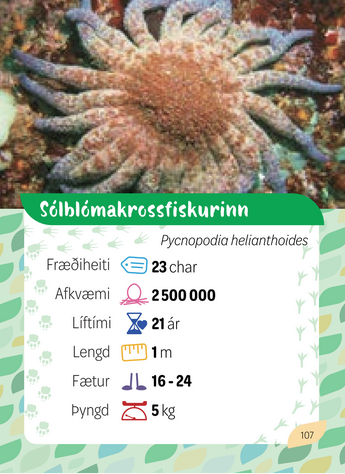 Sólblómakrossfiskurinn
Pycnopodia helianthoides
Fræðiheiti 23 char
Afkvæmi 2 500 000
Líftími 21 ár
Lengd 1 m
Fætur 16 - 24
Þyngd 5 kg
107